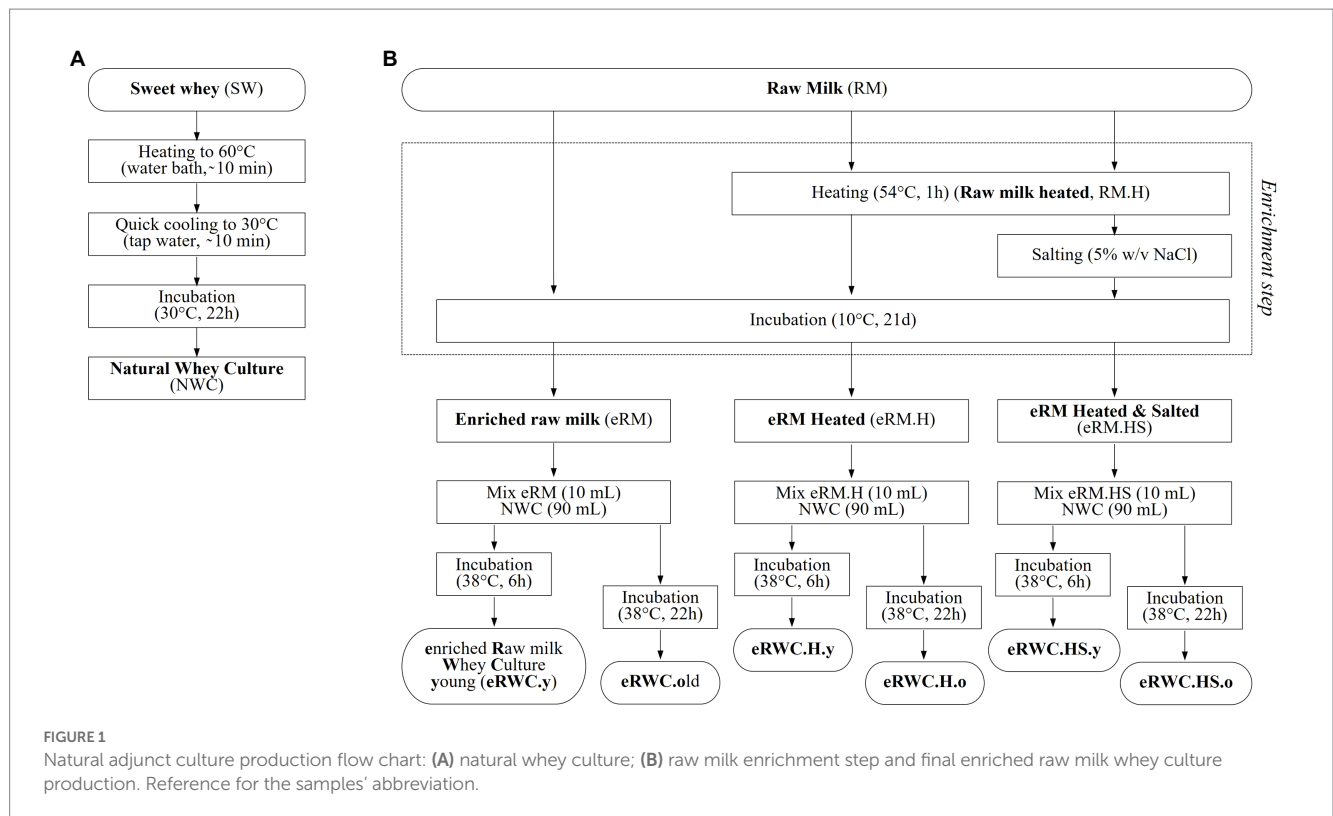 A
Sweet whey (SW)
Heating to 60°C
(water bath,~10 min)
Quick cooling to 30°C
(tap water, ~10 min)
Incubation
(30°C, 22h)
Natural Whey Culture
(NWC)
B
Raw Milk (RM)
Heating (54°C, 1h) (Raw milk heated, RM.H)
Salting (5% w/v NaCl)
Incubation (10°C, 21d)
Enrichment step
Enriched raw milk (eRM)
eRM Heated (eRM.H)
eRM Heated & Salted
(eRM.HS)
Mix eRM (10 mL)
NWC (90 mL)
Mix eRM.H (10 mL)
NWC (90 mL)
Mix eRM.HS (10 mL)
NWC (90 mL)
Incubation
(38°C, 6h)
Incubation
(38°C, 22h)
Incubation
(38°C, 6h)
Incubation
(38°C, 22h)
Incubation
(38°C, 6h)
Incubation
(38°C, 22h)
enriched Raw milk
Whey Culture
young (eRWC.y)
eRWC.old
eRWC.H.y
eRWC.H.o
eRWC.HS.y
eRWC.HS.o
FIGURE 1
Natural adjunct culture production flow chart: (A) natural whey culture; (B) raw milk enrichment step and final enriched raw milk whey culture
production. Reference for the samples' abbreviation.